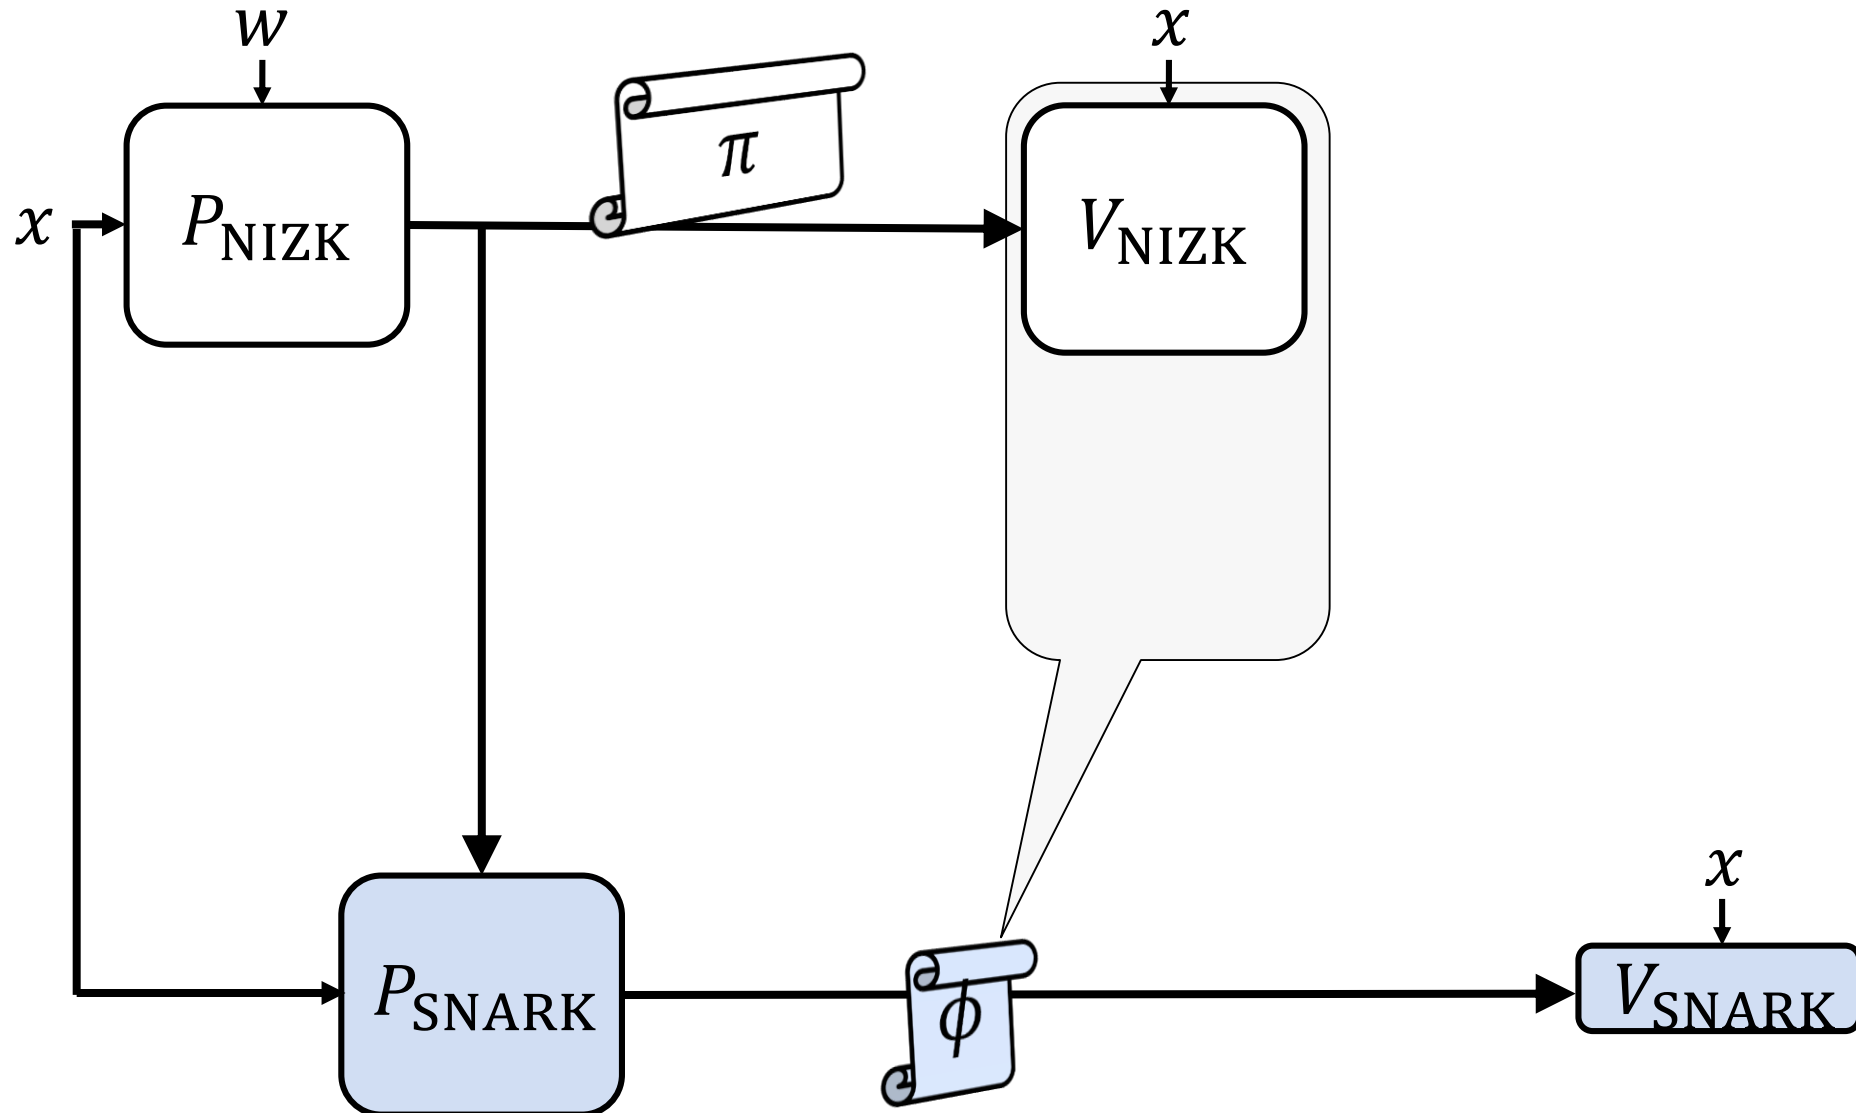 w
x
π
x
P_NIZK
V_NIZK
x
P_SNARK
ϕ
V_SNARK